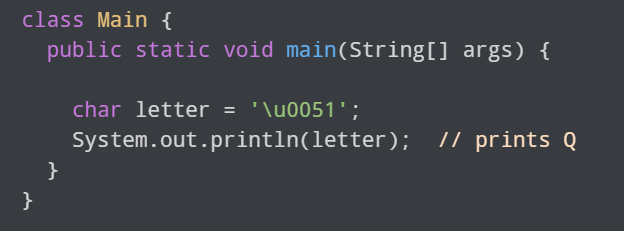 class Main {
  public static void main(String[] args) {

    char letter = '\u0051';
    System.out.println(letter);  // prints Q
  }
}